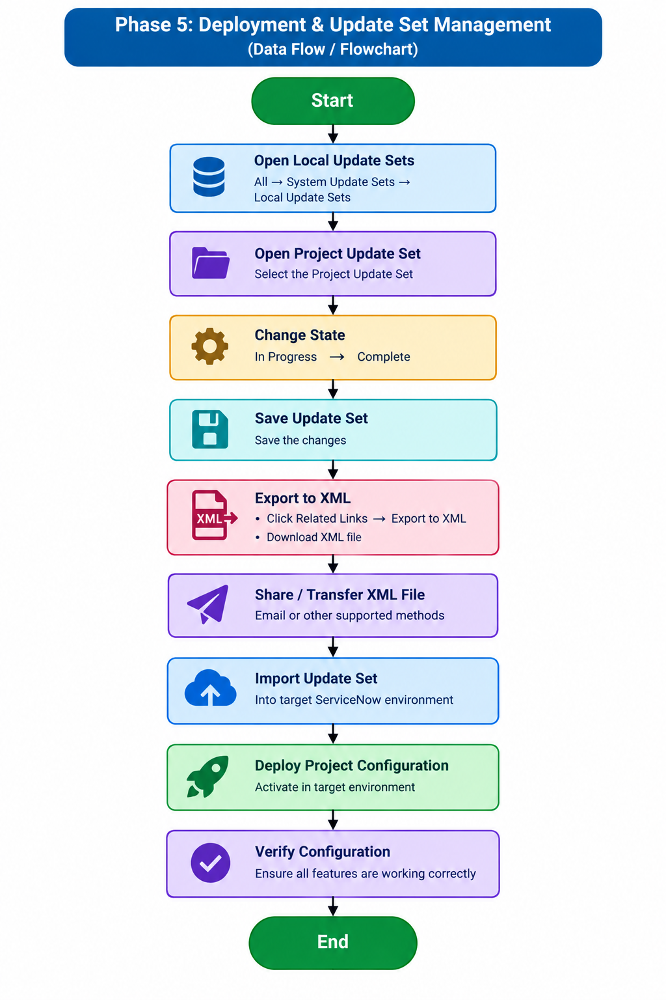 Phase 5: Deployment & Update Set Management
(Data Flow / Flowchart)
Start
Open Local Update Sets
All → System Update Sets →
Local Update Sets
Open Project Update Set
Select the Project Update Set
Change State
In Progress → Complete
Save Update Set
Save the changes
XML
Export to XML
• Click Related Links → Export to XML
• Download XML file
Share / Transfer XML File
Email or other supported methods
Import Update Set
Into target ServiceNow environment
Deploy Project Configuration
Activate in target environment
Verify Configuration
Ensure all features are working correctly
End